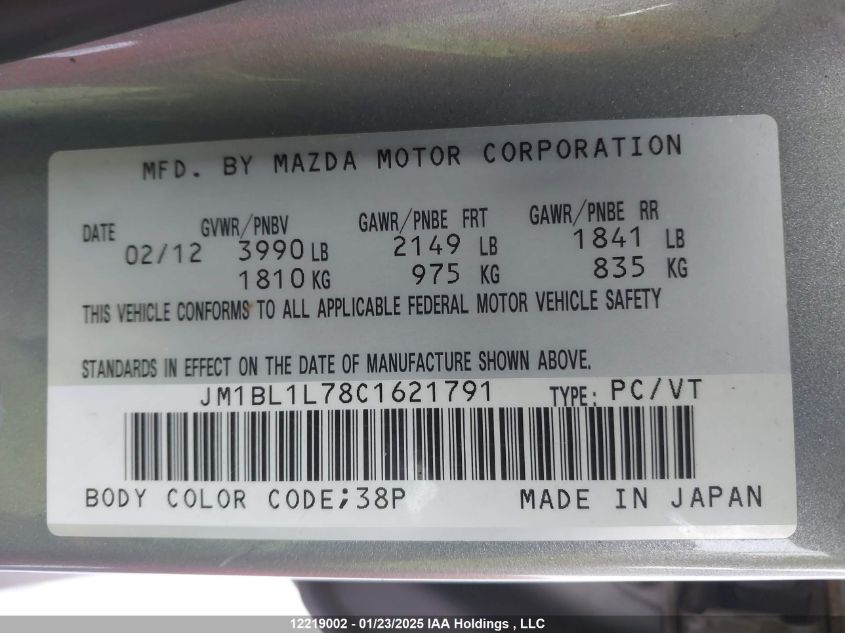 MFD. BY MAZDA MOTOR CORPORATION
DATE GVWR/PNBV GAWR/PNBE FRT GAWR/PNBE RR
02/12 3990 LB 2149 LB 1841 LB
1810 KG 975 KG 835 KG
THIS VEHICLE CONFORMS TO ALL APPLICABLE FEDERAL MOTOR VEHICLE SAFETY
STANDARDS IN EFFECT ON THE DATE OF MANUFACTURE SHOWN ABOVE.
JM1BL1L78C1621791 TYPE: PC/VT
BODY COLOR CODE;38P MADE IN JAPAN
12219002 - 01/23/2025 IAA Holdings , LLC